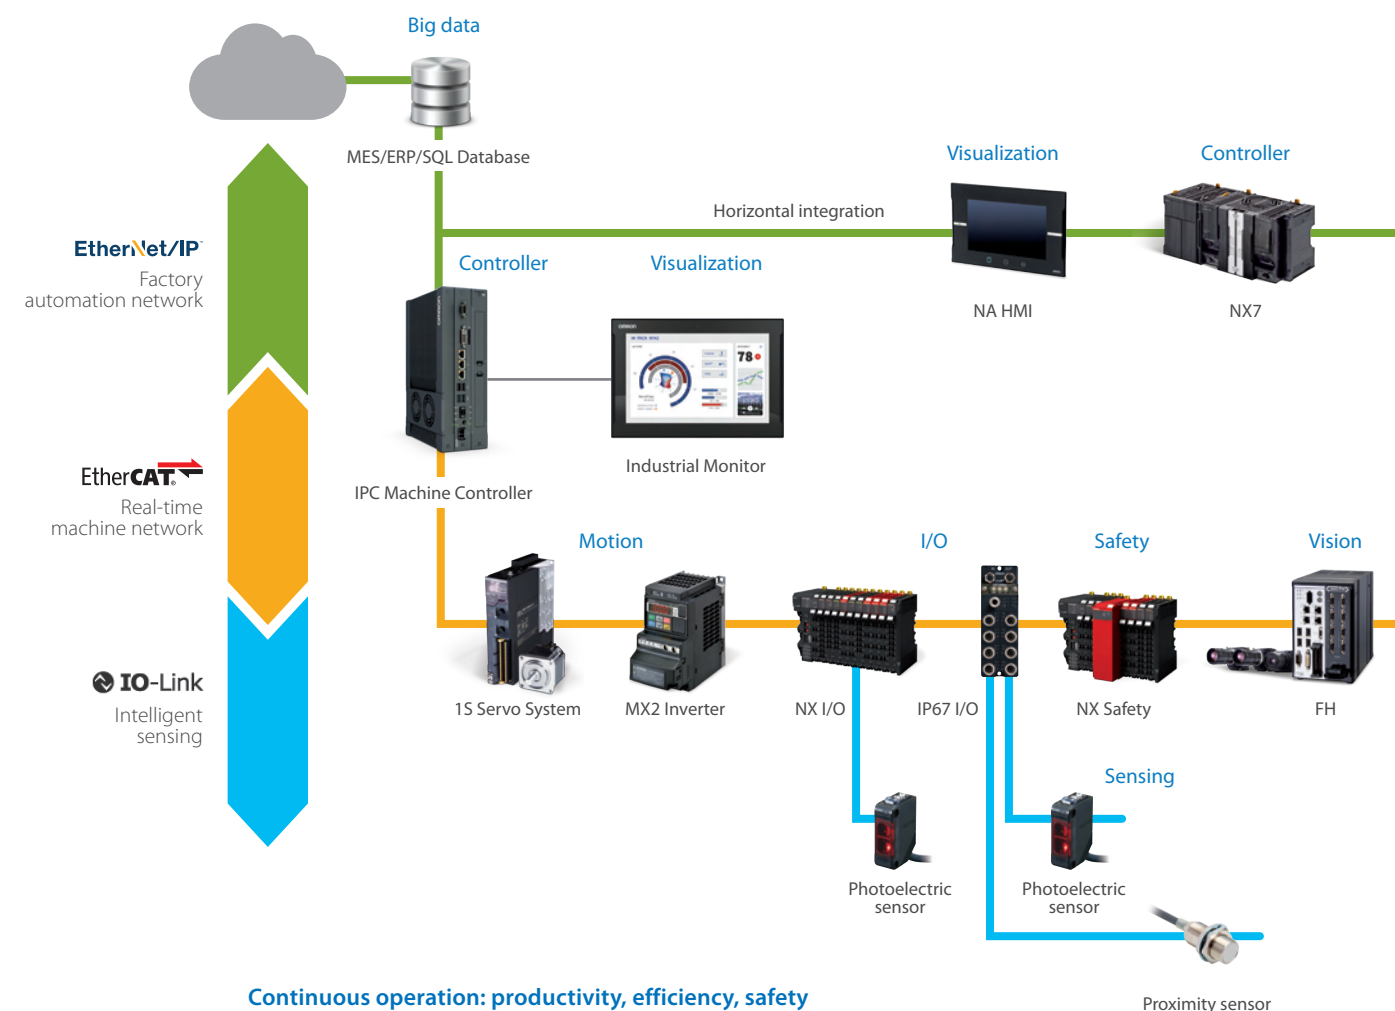 Big data
MES/ERP/SQL Database
Visualization
Controller
Horizontal integration
EtherNet/IP
Factory
automation network
Controller
Visualization
NA HMI
NX7
omron
78
Industrial Monitor
EtherCAT®
Real-time
machine network
IPC Machine Controller
Motion
I/O
Safety
Vision
IO-Link
Intelligent
sensing
1S Servo System
MX2 Inverter
NX I/O
IP67 I/O
NX Safety
FH
Sensing
Photoelectric
sensor
Photoelectric
sensor
Continuous operation: productivity, efficiency, safety
Proximity sensor